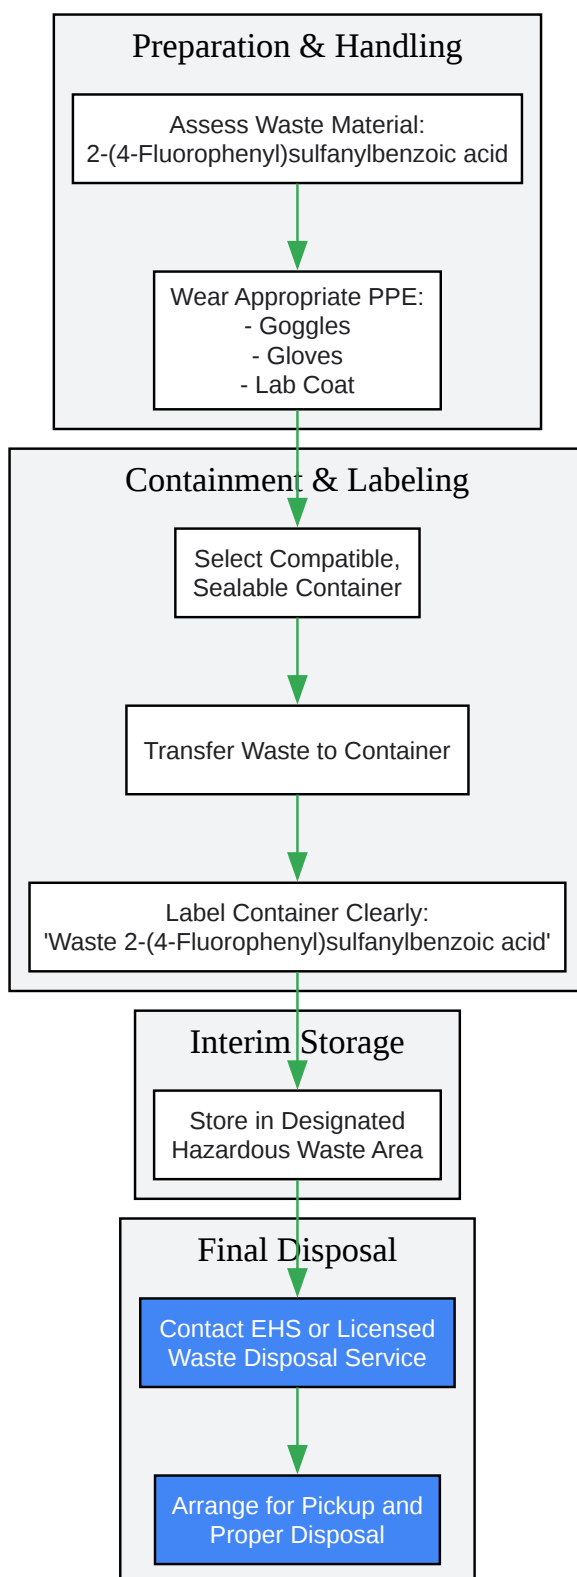 Preparation & Handling
Assess Waste Material:
2-(4-Fluorophenyl)sulfanylbenzoic acid
Wear Appropriate PPE:
- Goggles
- Gloves
- Lab Coat
Containment & Labeling
Select Compatible,
Sealable Container
Transfer Waste to Container
Label Container Clearly:
'Waste 2-(4-Fluorophenyl)sulfanylbenzoic acid'
Interim Storage
Store in Designated
Hazardous Waste Area
Final Disposal
Contact EHS or Licensed
Waste Disposal Service
Arrange for Pickup and
Proper Disposal